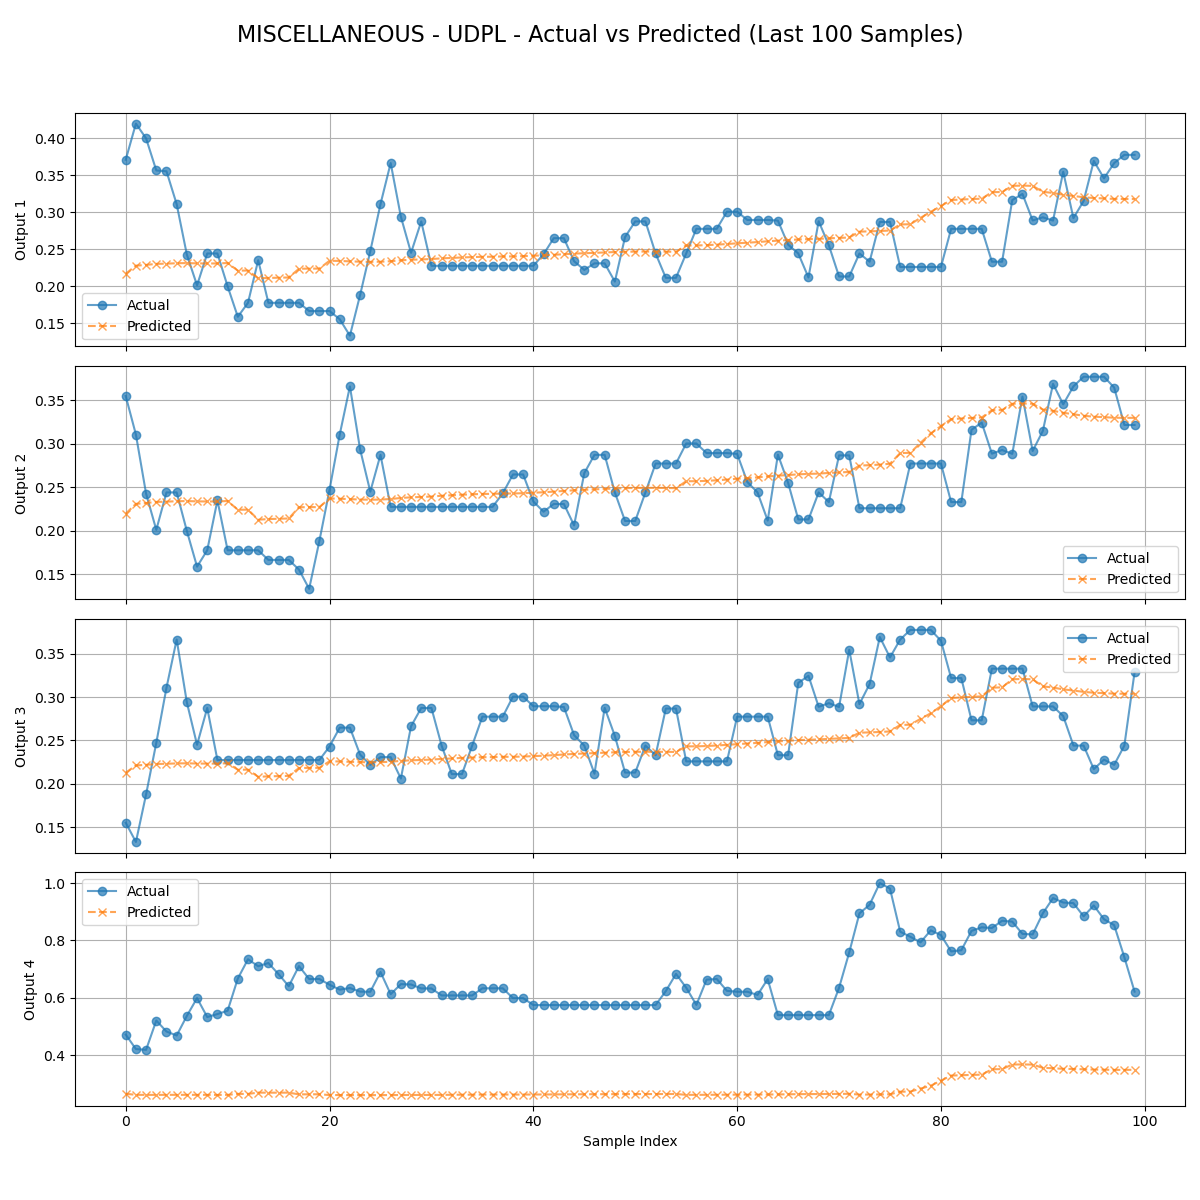 MISCELLANEOUS - UDPL - Actual vs Predicted (Last 100 Samples)
Output 1
0.40
0.35
0.30
0.25
0.20
0.15
Actual
Predicted
Output 2
0.35
0.30
0.25
0.20
0.15
Actual
Predicted
Output 3
0.35
0.30
0.25
0.20
0.15
Actual
Predicted
Output 4
1.0
0.8
0.6
0.4
Actual
Predicted
0 20 40 60 80 100
Sample Index